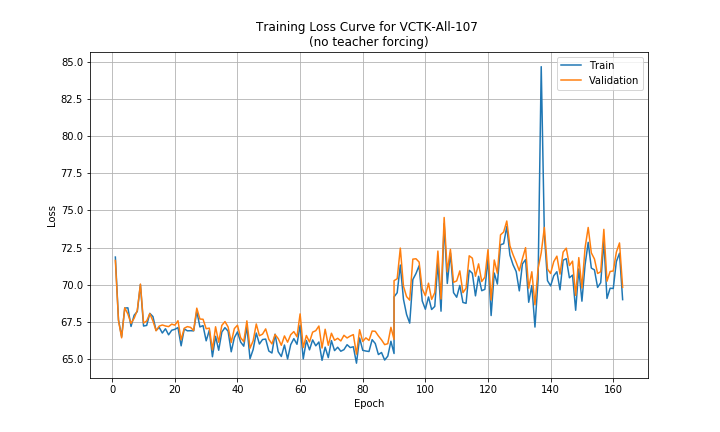 Training Loss Curve for VCTK-All-107
(no teacher forcing)
Train
Validation
85.0
82.5
80.0
77.5
75.0
72.5
70.0
67.5
65.0
Loss
0 20 40 60 80 100 120 140 160
Epoch